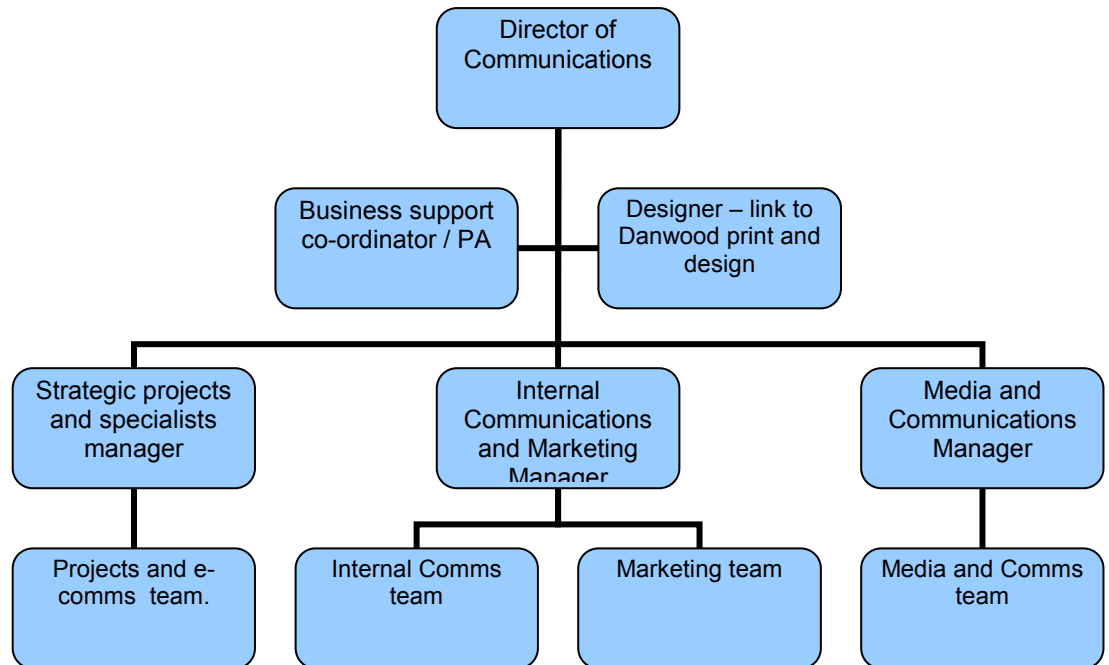 Director of
Communications
Business support
co-ordinator / PA
Designer – link to
Danwood print and
design
Strategic projects
and specialists
manager
Internal
Communications
and Marketing
Manager
Media and
Communications
Manager
Projects and e-
comms team.
Internal Comms
team
Marketing team
Media and Comms
team